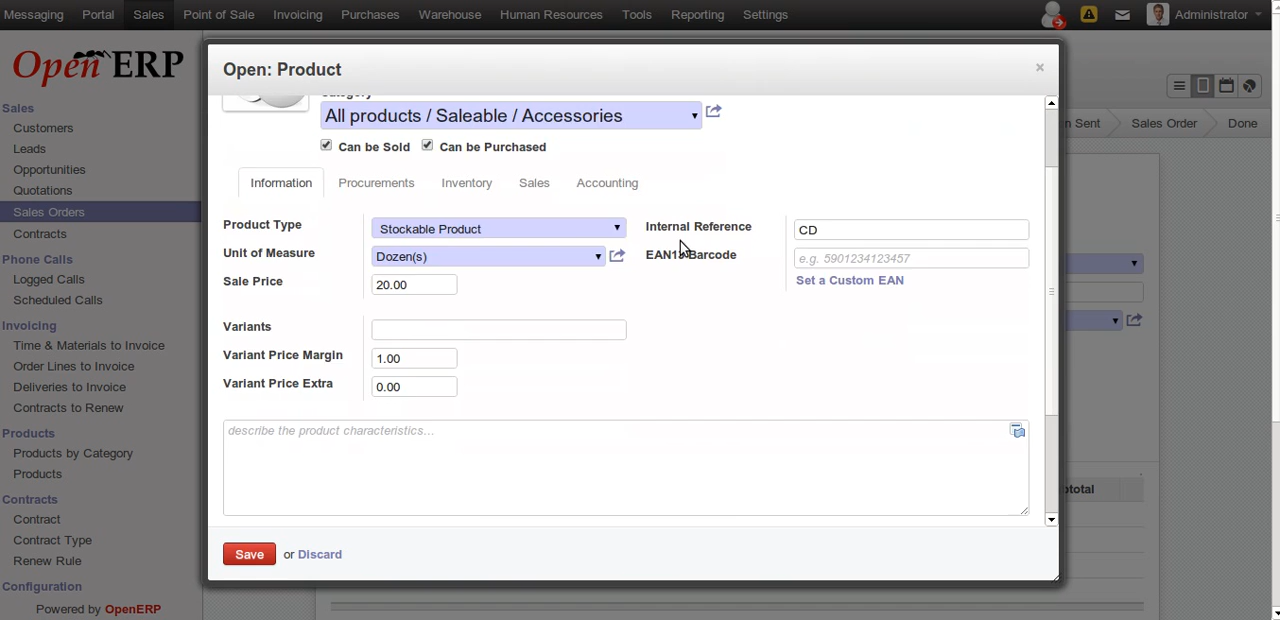 Messaging Portal Sales Point of Sale Invoicing Purchases Warehouse Human Resources Tools Reporting Settings Administrator
Open ERP
Sales
Customers
Leads
Opportunities
Quotations
Sales Orders
Contracts
Phone Calls
Logged Calls
Scheduled Calls
Invoicing
Time & Materials to Invoice
Order Lines to Invoice
Deliveries to Invoice
Contracts to Renew
Products
Products by Category
Products
Contracts
Contract
Contract Type
Renew Rule
Configuration
Powered by OpenERP
Open: Product ×
All products / Saleable / Accessories
Can be Sold Can be Purchased
Information Procurements Inventory Sales Accounting
Product Type Stockable Product
Unit of Measure Dozen(s)
Sale Price 20.00
Internal Reference CD
Barcode e.g. 5901234123457
Set a Custom EAN
Variants
Variant Price Margin 1.00
Variant Price Extra 0.00
describe the product characteristics...
Save or Discard
Sent Sales Order Done